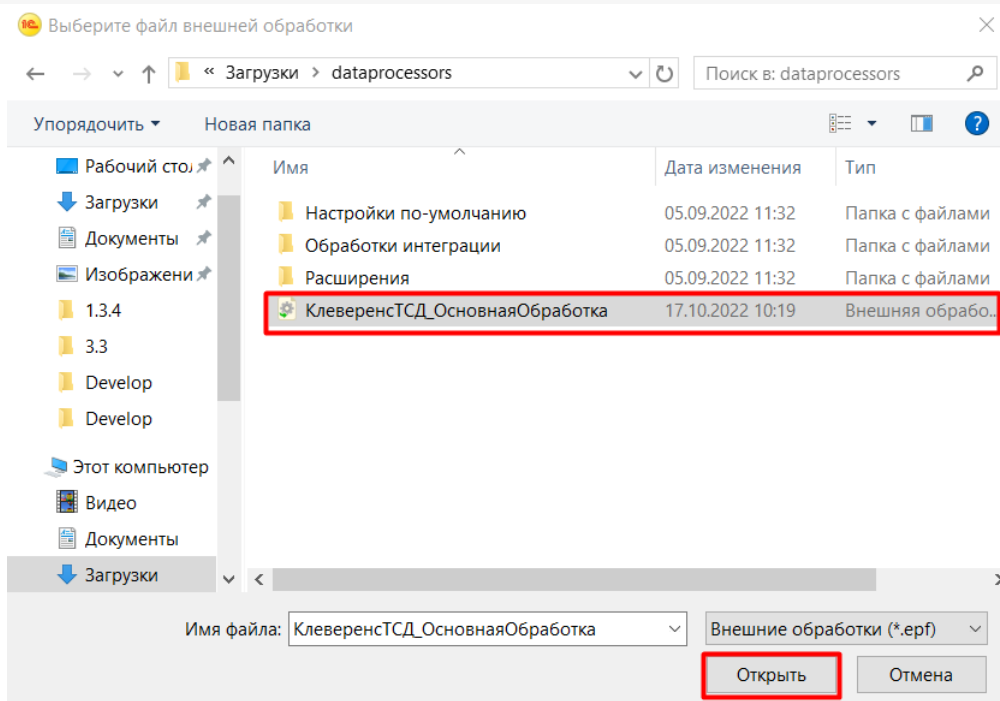 1С Выберите файл внешней обработки
« Загрузки > dataprocessors
Поиск в: dataprocessors
Упорядочить Новая папка
?
Рабочий сто
Загрузки
Документы
Изображени
1.3.4
3.3
Develop
Develop
Этот компьютер
Видео
Документы
Загрузки
Имя Дата изменения Тип
Настройки по-умолчанию 05.09.2022 11:32 Папка с файлами
Обработки интеграции 05.09.2022 11:32 Папка с файлами
Расширения 05.09.2022 11:32 Папка с файлами
КлеверенсТСД_ОсновнаяОбработка 17.10.2022 10:19 Внешняя обрабо...
Имя файла: КлеверенсТСД_ОсновнаяОбработка Внешние обработки (*.epf)
Открыть Отмена